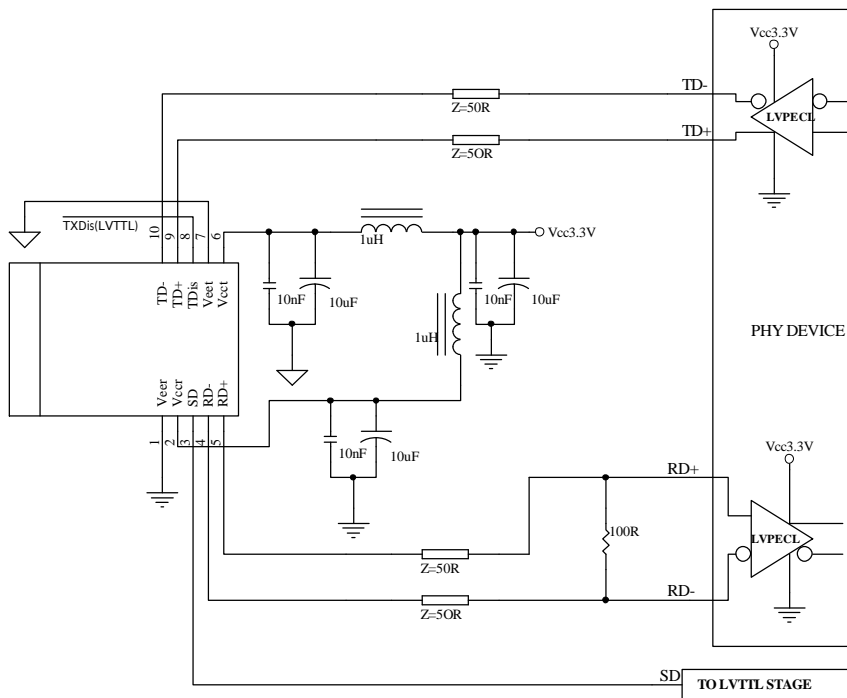 Vcc3.3V
TD-
LVPECL
Z=50R
TD+
Z=5OR
TXDis(LVTTL)
10
9
8
7
6
Vcc3.3V
1uH
TD-
TD+
TDis
Veet
Vcct
10nF
10uF
10nF
10uF
1uH
PHY DEVICE
Veer
Vccr
SD
RD-
RD+
1
2
3
4
5
10nF
10uF
Vcc3.3V
RD+
100R
LVPECL
Z=50R
RD-
Z=5OR
SD
TO LVTTL STAGE